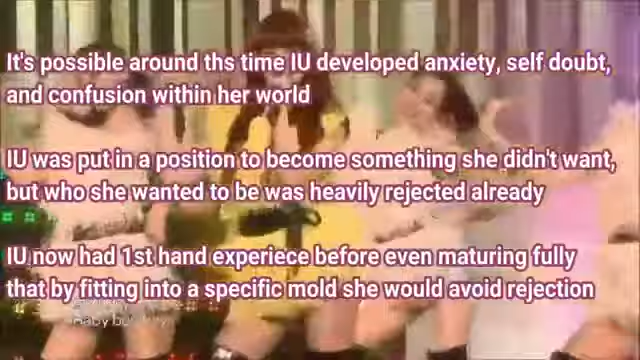 It's possible around ths time IU developed anxiety, self doubt,
and confusion within her world
IU was put in a position to become something she didn't want,
but who she wanted to be was heavily rejected already
IU now had 1st hand experiece before even maturing fully
that by fitting into a specific mold she would avoid rejection
Baby